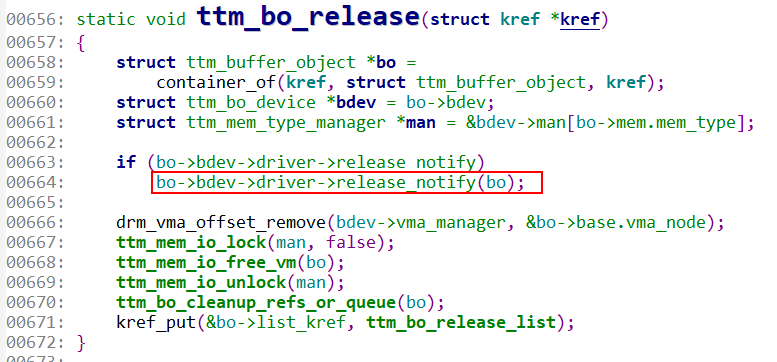 00656: static void ttm_bo_release(struct kref *kref)
00657: {
00658:     struct ttm_buffer_object *bo =
00659:         container_of(kref, struct ttm_buffer_object, kref);
00660:     struct ttm_bo_device *bdev = bo->bdev;
00661:     struct ttm_mem_type_manager *man = &bdev->man[bo->mem.mem_type];
00662:
00663:     if (bo->bdev->driver->release_notify)
00664:         bo->bdev->driver->release_notify(bo);
00665:
00666:     drm_vma_offset_remove(bdev->vma_manager, &bo->base.vma_node);
00667:     ttm_mem_io_lock(man, false);
00668:     ttm_mem_io_free_vm(bo);
00669:     ttm_mem_io_unlock(man);
00670:     ttm_bo_cleanup_refs_or_queue(bo);
00671:     kref_put(&bo->list_kref, ttm_bo_release_list);
00672: }